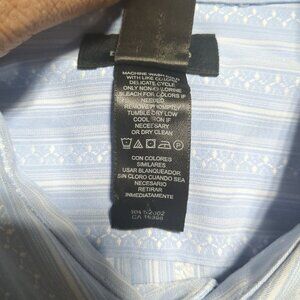 MACHINE WASH
WITH LIKE COLORS
DELICATE CYCLE
ONLY NON-CHLORINE
BLEACH FOR COLORS IF
NEEDED
REMOVE PROMPTLY
TUMBLE DRY LOW
COOL IRON IF
NECESSARY
OR DRY CLEAN
CON COLORES
SIMILARES
USAR BLANQUEADOR
SIN CLORO CUANDO SEA
NECESARIO
RETIRAR
INMEDIATAMENTE